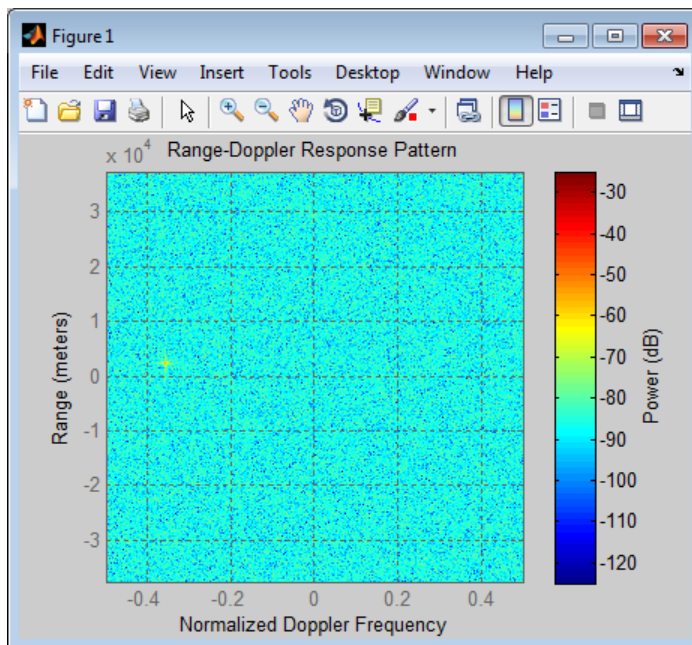 Figure 1
File Edit View Insert Tools Desktop Window Help
x 10^4 Range-Doppler Response Pattern
3
2
1
0
-1
-2
-3
Range (meters)
-0.4 -0.2 0 0.2 0.4
Normalized Doppler Frequency
-30
-40
-50
-60
-70
-80
-90
-100
-110
-120
Power (dB)